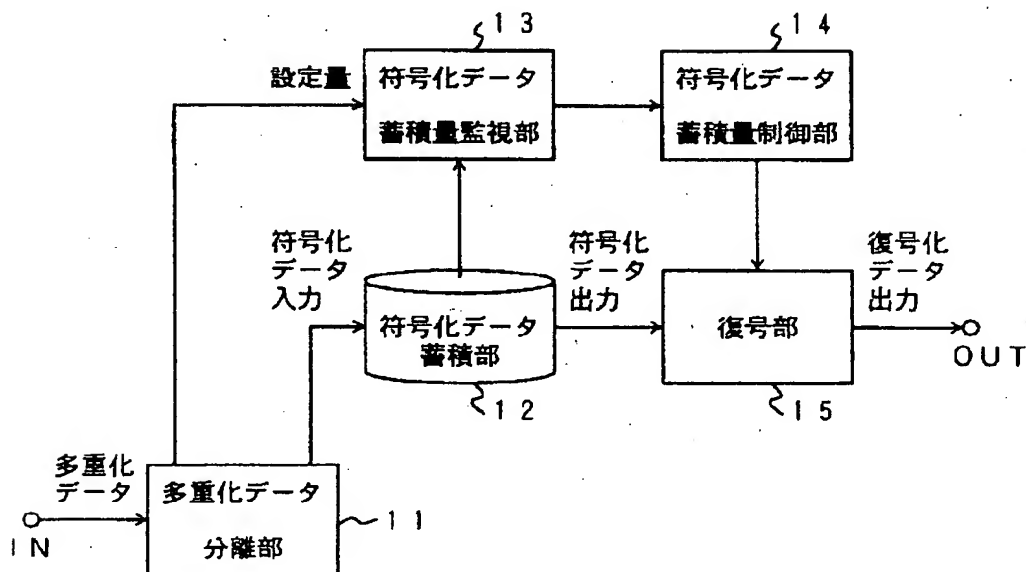 13
14
設定量
符号化データ
蓄積量監視部
符号化データ
蓄積量制御部
符号化
データ
入力
符号化
データ
出力
復号化
データ
出力
符号化データ
蓄積部
復号部
OUT
12
15
多重化
データ
多重化データ
分離部
11
IN